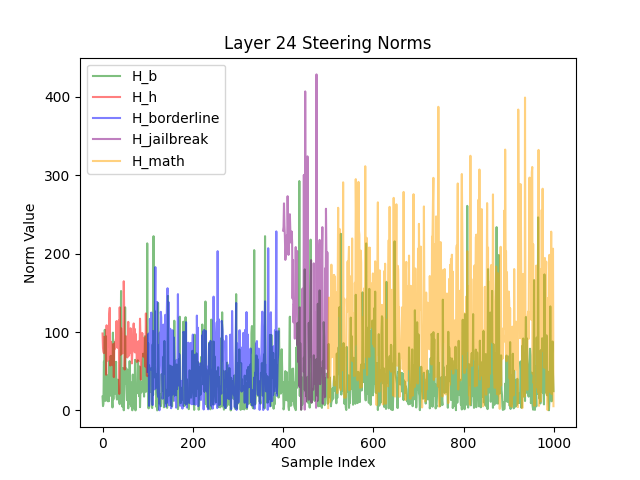 Layer 24 Steering Norms
H_b
H_h
H_borderline
H_jailbreak
H_math
Norm Value
400
300
200
100
0
0 200 400 600 800 1000
Sample Index